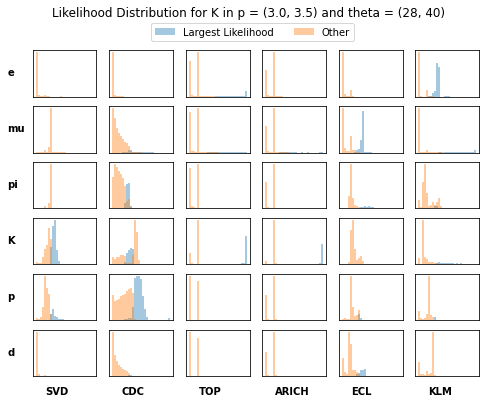 Likelihood Distribution for K in p = (3.0, 3.5) and theta = (28, 40)
Largest Likelihood Other
e
mu
pi
K
p
d
SVD CDC TOP ARICH ECL KLM